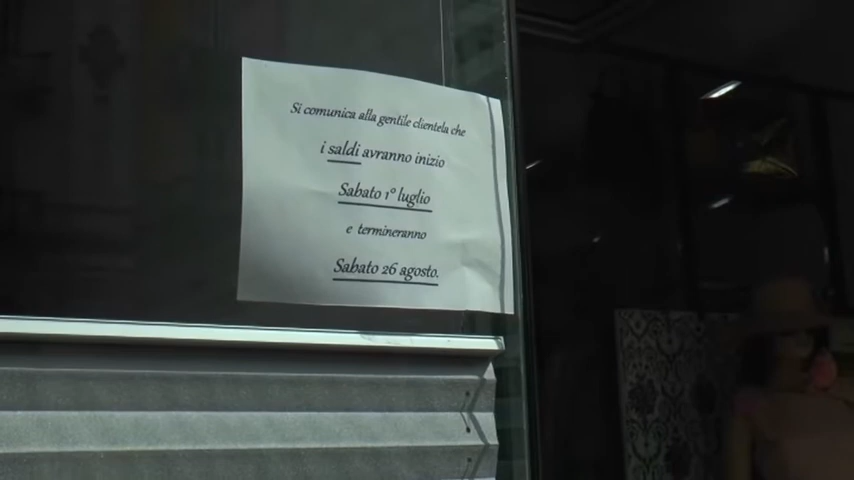 Si comunica alla gentile clientela che
i saldi avranno inizio
Sabato 1° luglio
e termineranno
Sabato 26 agosto.